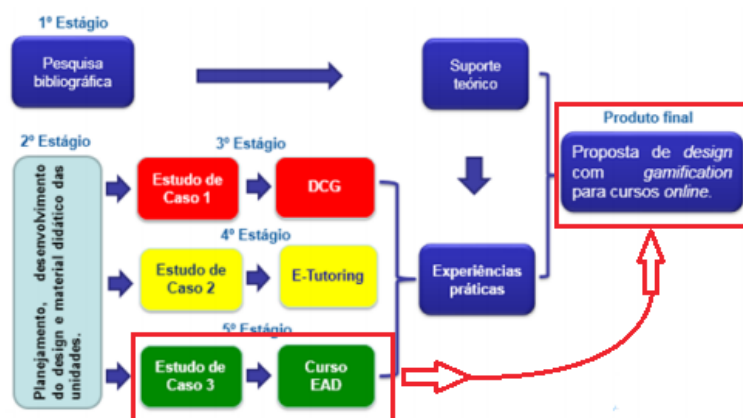 1º Estágio
Pesquisa
bibliográfica
Suporte
teórico
Produto final
Proposta de design
com gamification
para cursos online.
2º Estágio
Planejamento, desenvolvimento
do design e material didático das
unidades.
3º Estágio
Estudo de
Caso 1
DCG
4º Estágio
Estudo de
Caso 2
E-Tutoring
Experiências
práticas
5º Estágio
Estudo de
Caso 3
Curso
EAD